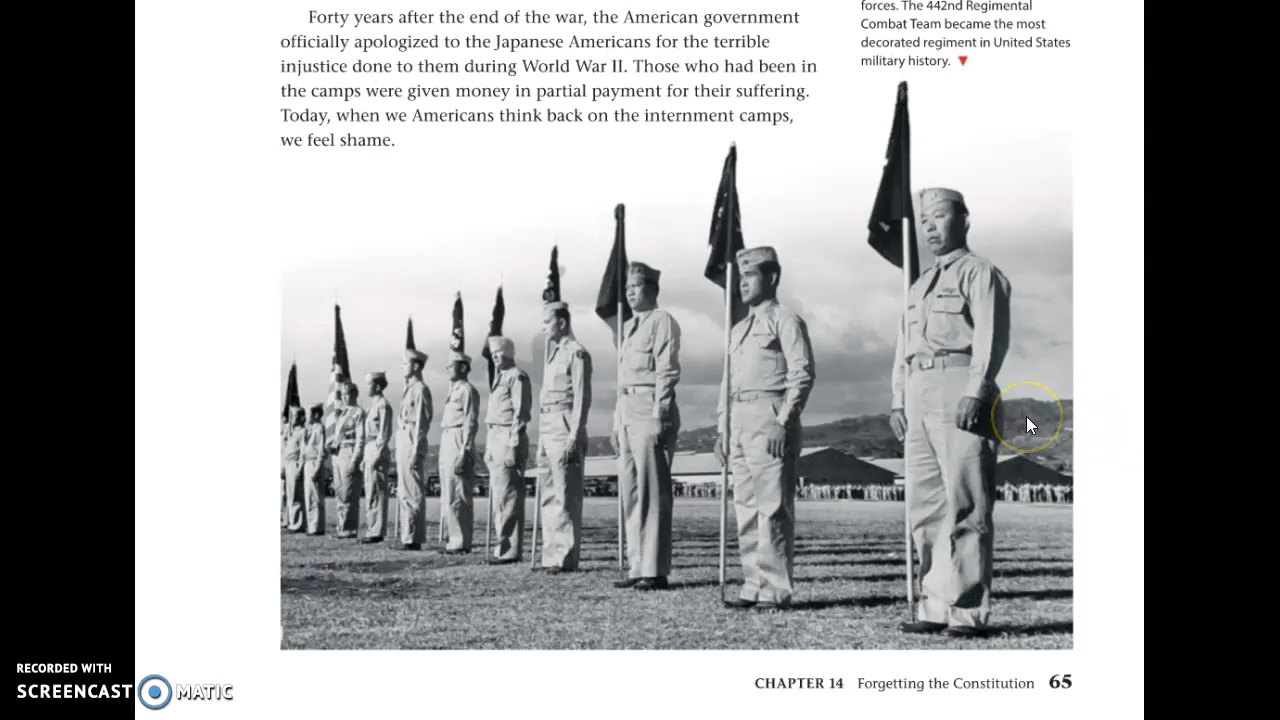 Forty years after the end of the war, the American government
officially apologized to the Japanese Americans for the terrible
injustice done to them during World War II. Those who had been in
the camps were given money in partial payment for their suffering.
Today, when we Americans think back on the internment camps,
we feel shame.
forces. The 442nd Regimental
Combat Team became the most
decorated regiment in United States
military history.
CHAPTER 14 Forgetting the Constitution 65
RECORDED WITH
SCREENCAST MATIC